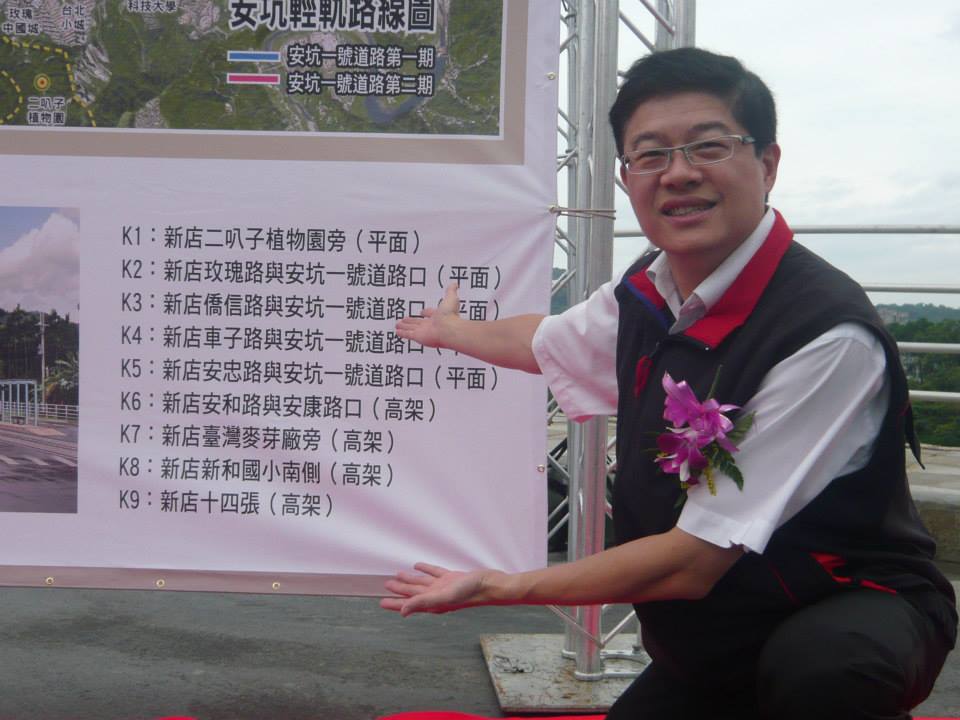 玫瑰
中國城
台北
小城
科技大學
安坑輕軌路線圖
安坑一號道路第一期
安坑一號道路第二期
二叭子
植物園
K1：新店二叭子植物園旁（平面）
K2：新店玫瑰路與安坑一號道路口（平面）
K3：新店僑信路與安坑一號道路口（平面）
K4：新店車子路與安坑一號道路口（
K5：新店安忠路與安坑一號道路口（平面）
K6：新店安和路與安康路口（高架）
K7：新店臺灣麥芽廠旁（高架）
K8：新店新和國小南側（高架）
K9：新店十四張（高架）